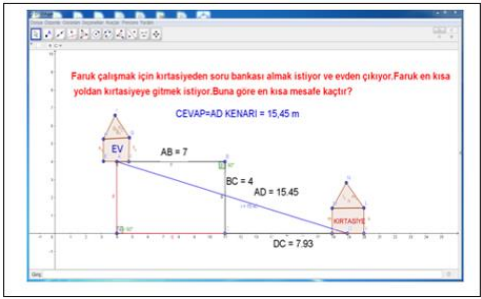 Faruk çalışmak için kırtasiyeden soru bankası almak istiyor ve evden çıkıyor.Faruk en kısa
yoldan kırtasiyeye gitmek istiyor.Buna göre en kısa mesafe kaçtır?
CEVAP=AD KENARI = 15,45 m
EV
AB = 7
BC = 4
AD = 15.45
KIRTASİYE
DC = 7.93